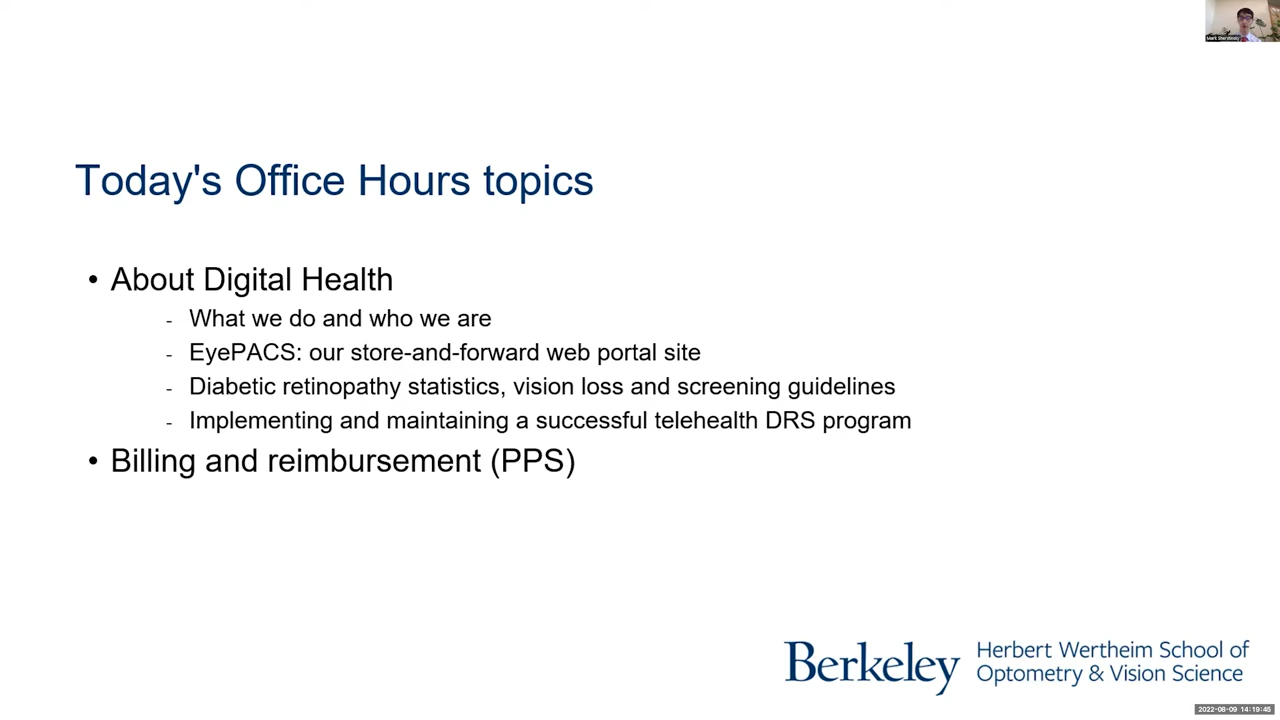 Mark Sherstinsky
Today's Office Hours topics
• About Digital Health
- What we do and who we are
- EyePACS: our store-and-forward web portal site
- Diabetic retinopathy statistics, vision loss and screening guidelines
- Implementing and maintaining a successful telehealth DRS program
• Billing and reimbursement (PPS)
Berkeley
Herbert Wertheim School of
Optometry & Vision Science
2022-08-09 14:19:45